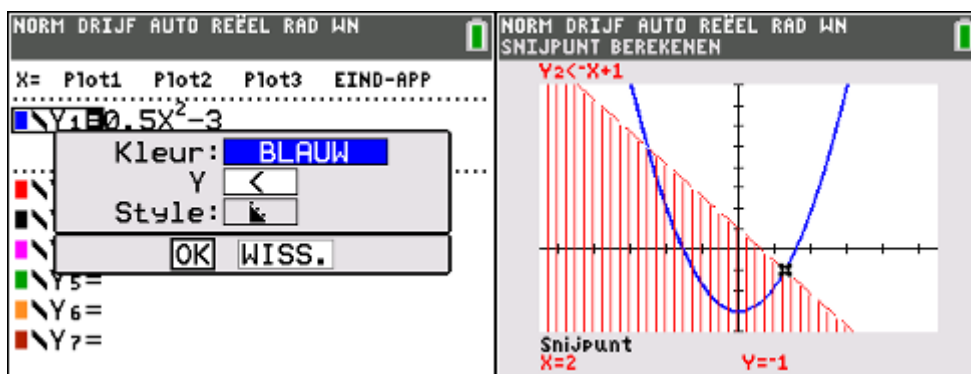 NORM DRIJF AUTO REËEL RAD WN
X= Plot1 Plot2 Plot3 EIND-APP
Y1=0.5X²-3
Kleur: BLAUW
Y <
Style:
OK WISS.
Y5=
Y6=
Y7=
NORM DRIJF AUTO REËEL RAD WN
SNIJPUNT BEREKENEN
Y2<-X+1
Snijpunt
X=2 Y=-1